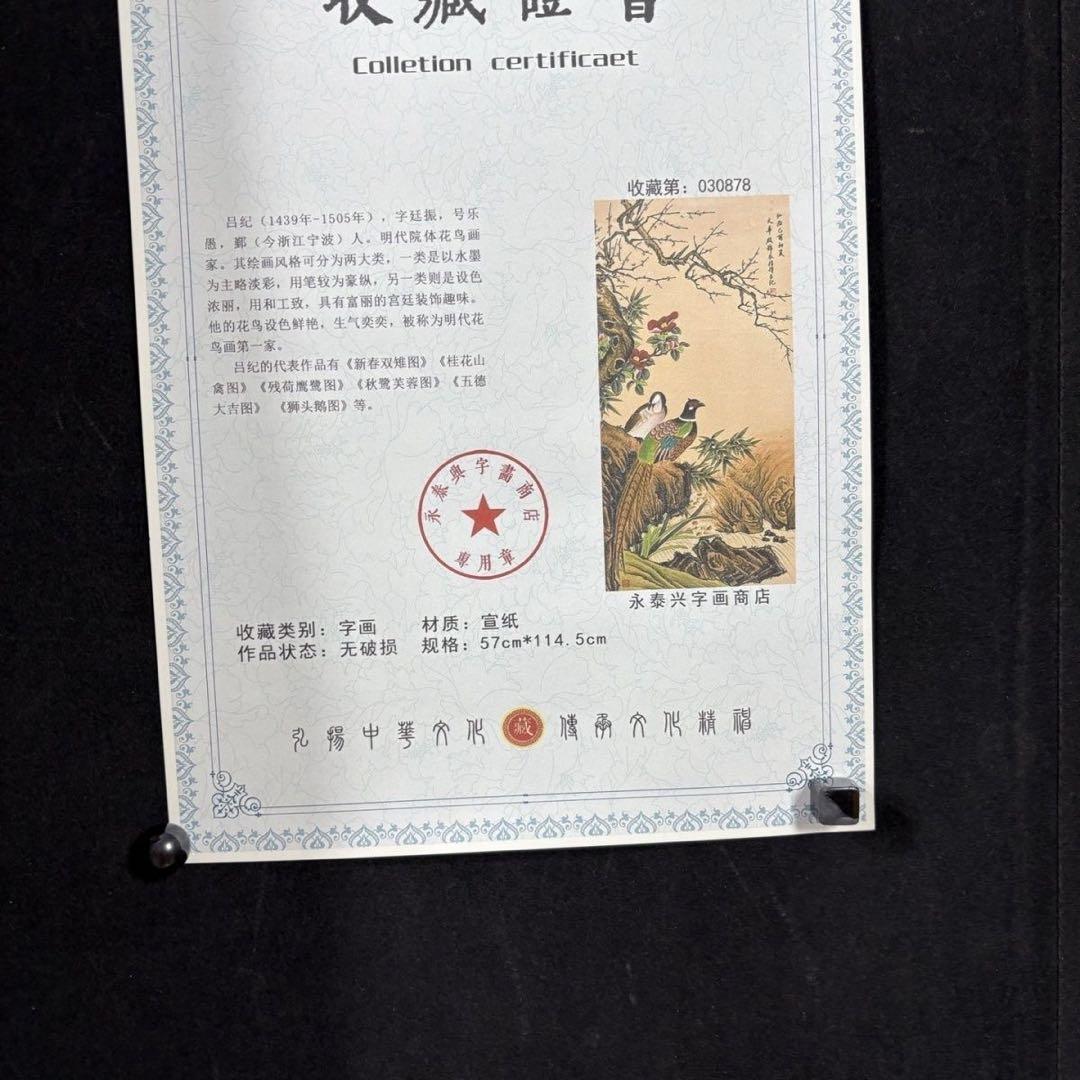 收藏證書
Colletion certificaet
收藏第：030878
吕纪（1439年-1505年），字廷振，号乐
愚，鄞（今浙江宁波）人。明代院体花鸟画
家。其绘画风格可分为两大类，一类是以水墨
为主略淡彩，用笔较为豪纵，另一类则是设色
浓丽，用和工致，具有富丽的宫廷装饰趣味。
他的花鸟设色鲜艳，生气奕奕，被称为明代花
鸟画第一家。
吕纪的代表作品有《新春双雉图》《桂花山
禽图》《残荷鹰鹭图》《秋鹭芙蓉图》《五德
大吉图》 《狮头鹅图》等。
永泰興字畵商店
專用章
永泰兴字画商店
收藏类别：字画 材质：宣纸
作品状态：无破损 规格：57cm*114.5cm
弘揚中華文化 藏 傳承文化精神